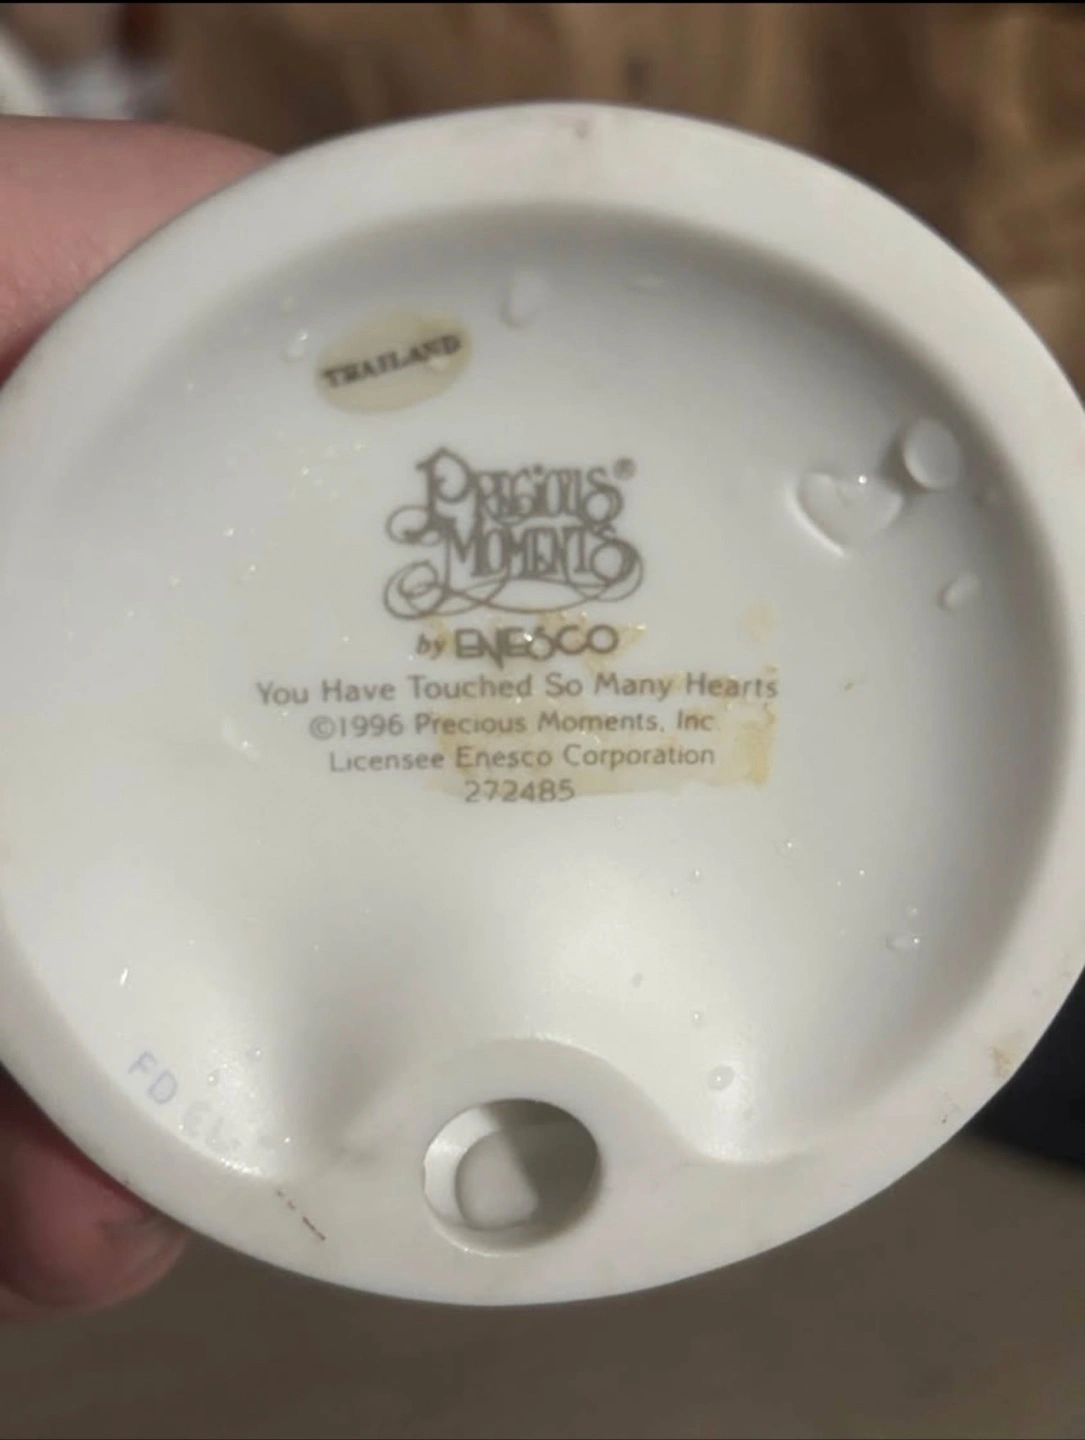 THAILAND
PRECIOUS®
MOMENTS
by ENESCO
You Have Touched So Many Hearts
©1996 Precious Moments, Inc.
Licensee Enesco Corporation
272485
FD